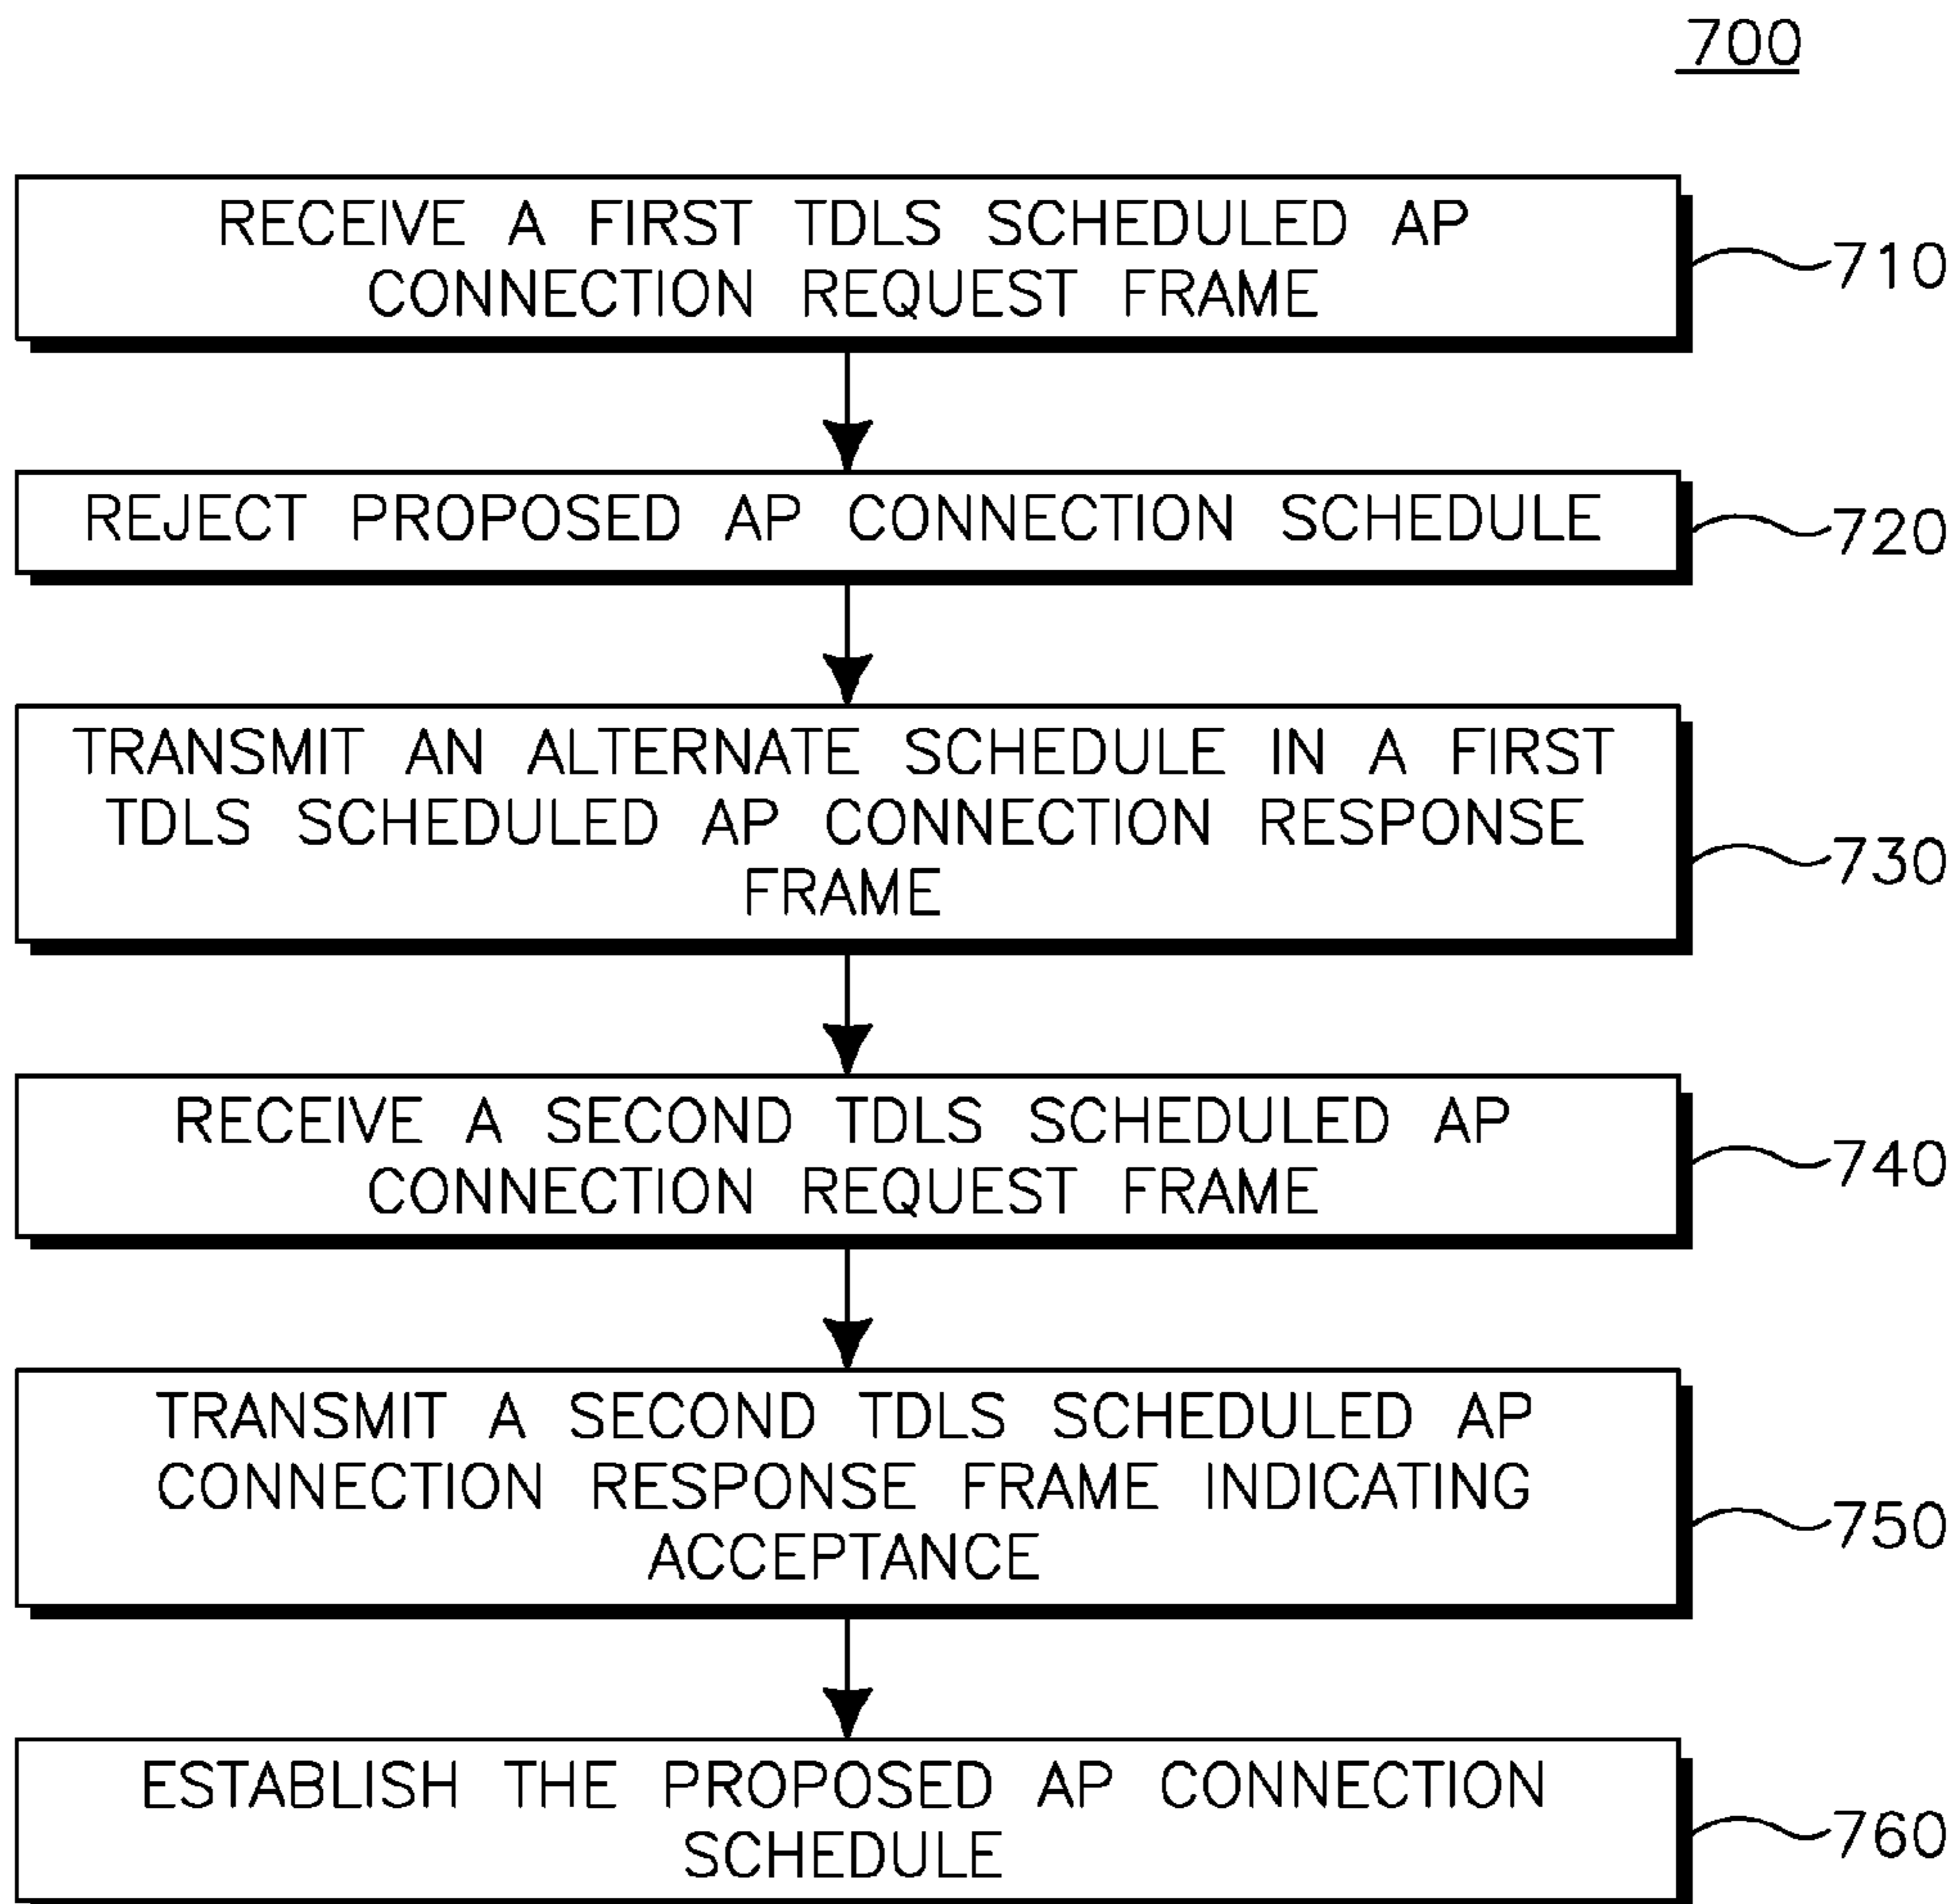 700
RECEIVE A FIRST TDLS SCHEDULED AP
CONNECTION REQUEST FRAME
710
REJECT PROPOSED AP CONNECTION SCHEDULE
720
TRANSMIT AN ALTERNATE SCHEDULE IN A FIRST
TDLS SCHEDULED AP CONNECTION RESPONSE
FRAME
730
RECEIVE A SECOND TDLS SCHEDULED AP
CONNECTION REQUEST FRAME
740
TRANSMIT A SECOND TDLS SCHEDULED AP
CONNECTION RESPONSE FRAME INDICATING
ACCEPTANCE
750
ESTABLISH THE PROPOSED AP CONNECTION
SCHEDULE
760